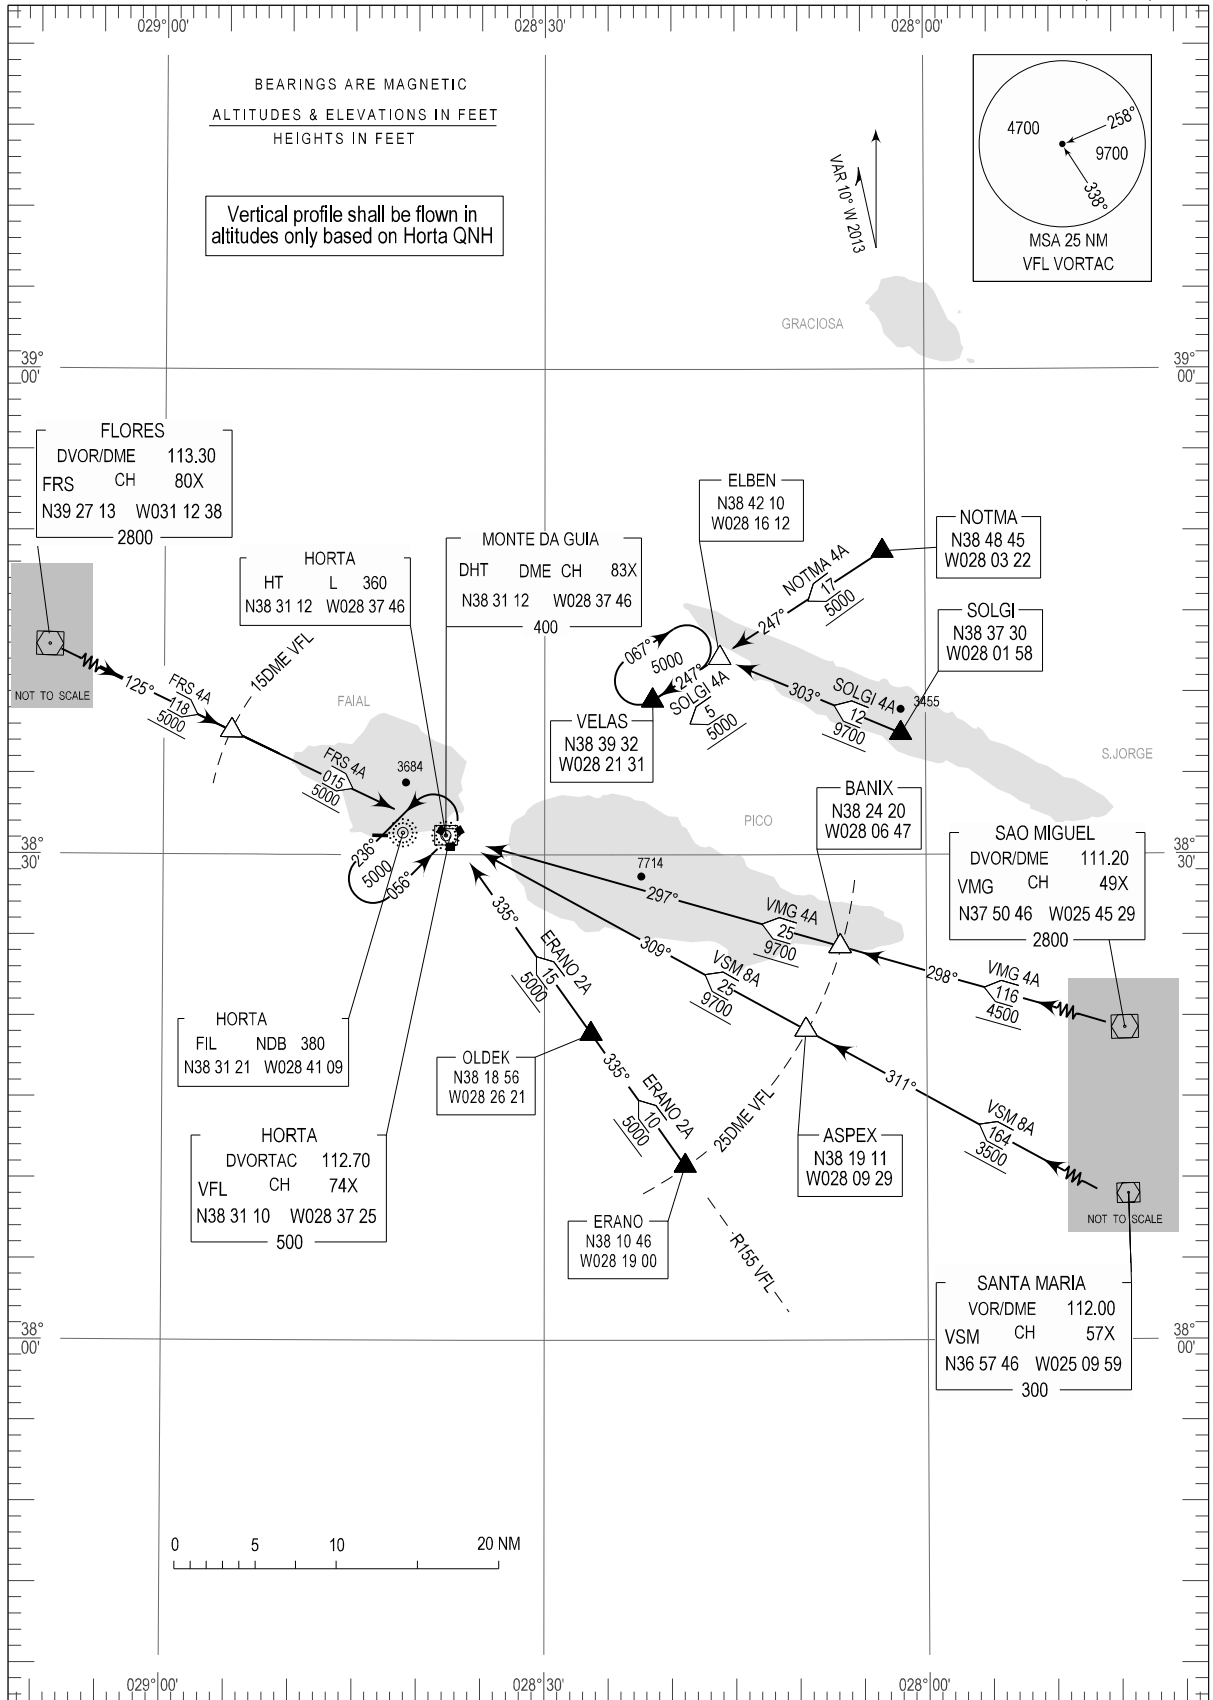 029°00'
028°30'
028°00'
BEARINGS ARE MAGNETIC
ALTITUDES & ELEVATIONS IN FEET
HEIGHTS IN FEET
Vertical profile shall be flown in
altitudes only based on Horta QNH
VAR 10° W 2013
4700
258°
9700
338°
MSA 25 NM
VFL VORTAC
GRACIOSA
39°
00'
39°
00'
FLORES
DVOR/DME 113.30
FRS CH 80X
N39 27 13 W031 12 38
2800
NOT TO SCALE
HORTA
HT L 360
N38 31 12 W028 37 46
MONTE DA GUIA
DHT DME CH 83X
N38 31 12 W028 37 46
400
ELBEN
N38 42 10
W028 16 12
NOTMA
N38 48 45
W028 03 22
SOLGI
N38 37 30
W028 01 58
NOTMA 4A
17
5000
247°
067°
5000
247°
SOLGI 4A
5
5000
303°
SOLGI 4A
12
9700
3455
VELAS
N38 39 32
W028 21 31
S.JORGE
125°
FRS 4A
118
5000
15DME VFL
FAIAL
FRS 4A
015
5000
3684
236°
5000
056°
BANIX
N38 24 20
W028 06 47
PICO
7714
SAO MIGUEL
DVOR/DME 111.20
VMG CH 49X
N37 50 46 W025 45 29
2800
38°
30'
38°
30'
297°
VMG 4A
25
9700
298°
VMG 4A
116
4500
309°
VSM 8A
25
9700
311°
VSM 8A
164
3500
335°
ERANO 2A
15
5000
335°
ERANO 2A
10
5000
HORTA
FIL NDB 380
N38 31 21 W028 41 09
OLDEK
N38 18 56
W028 26 21
HORTA
DVORTAC 112.70
VFL CH 74X
N38 31 10 W028 37 25
500
25DME VFL
ASPEX
N38 19 11
W028 09 29
ERANO
N38 10 46
W028 19 00
R155 VFL
NOT TO SCALE
SANTA MARIA
VOR/DME 112.00
VSM CH 57X
N36 57 46 W025 09 59
300
38°
00'
38°
00'
0 5 10 20 NM
029°00'
028°30'
028°00'